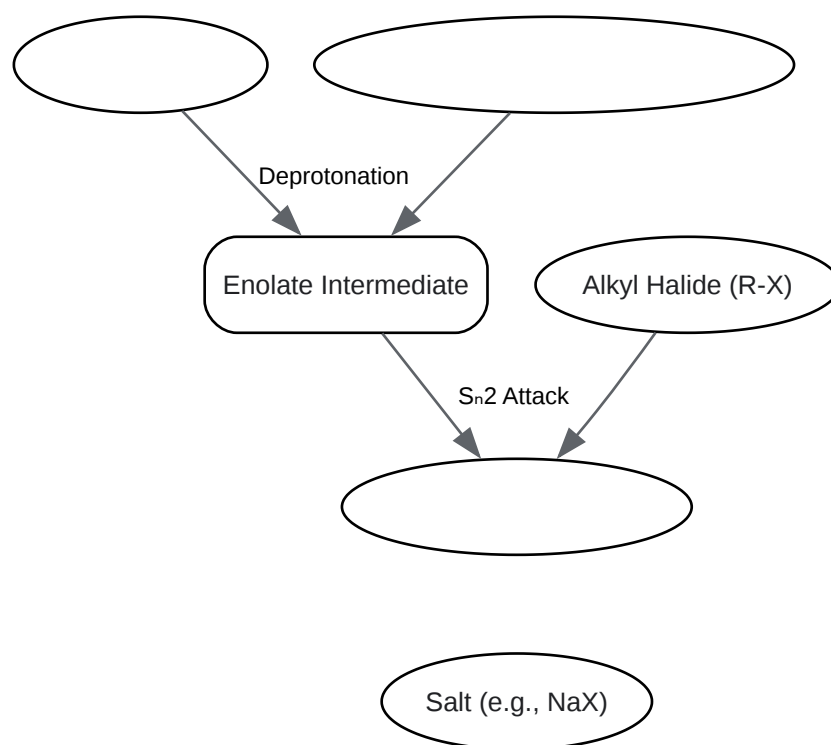 Deprotonation
Enolate Intermediate
Alkyl Halide (R-X)
Sₙ2 Attack
Salt (e.g., NaX)